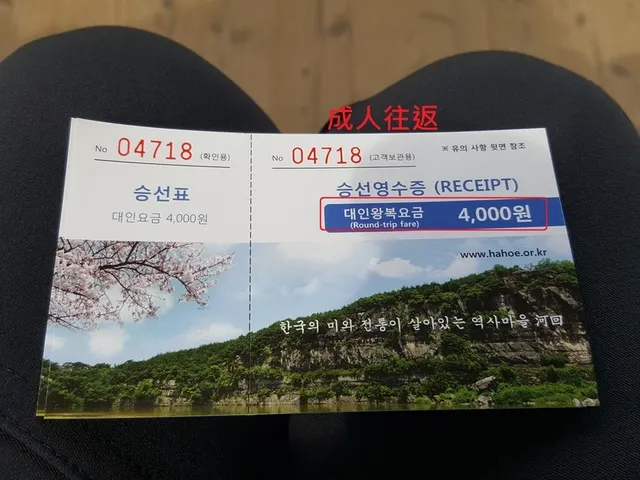 成人往返
No 04718 (확인용)
승선표
대인요금 4,000원
No 04718 (고객보관용)
※ 유의 사항 뒷면 참조
승선영수증 (RECEIPT)
대인왕복요금 4,000원
(Round-trip fare)
www.hahoe.or.kr
한국의 미와 전통이 살아있는 역사마을 河回